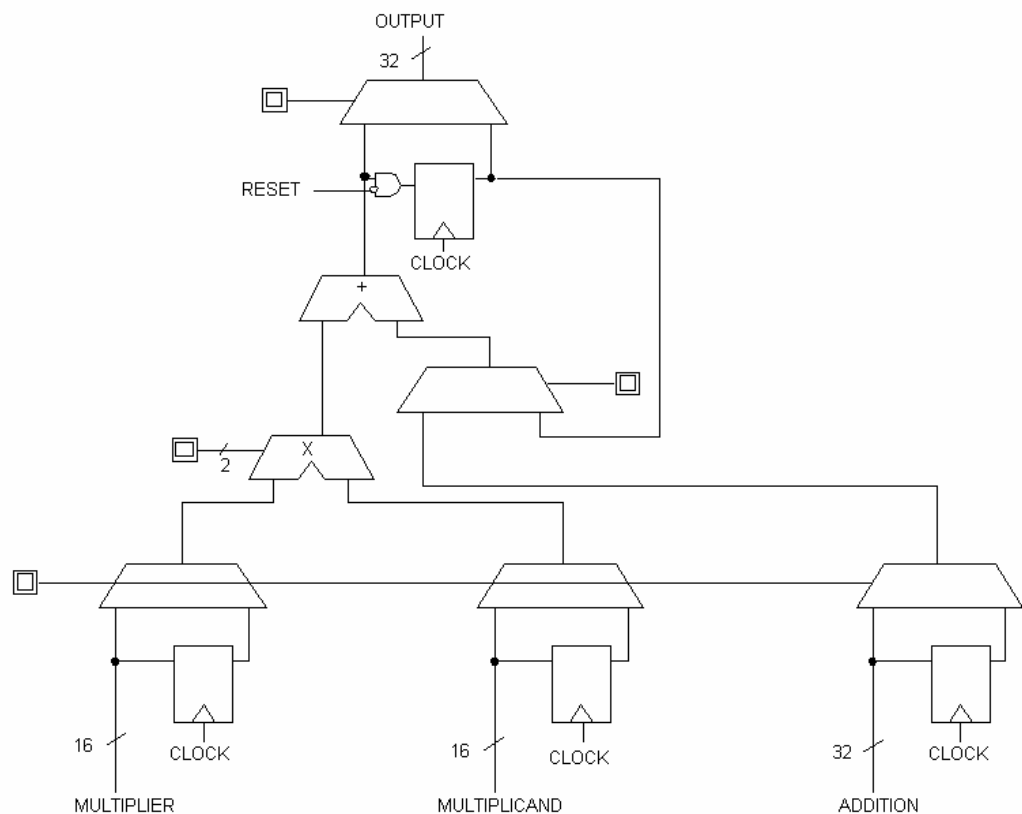 OUTPUT
32
RESET
CLOCK
+
X
2
16
CLOCK
16
CLOCK
32
CLOCK
MULTIPLIER
MULTIPLICAND
ADDITION